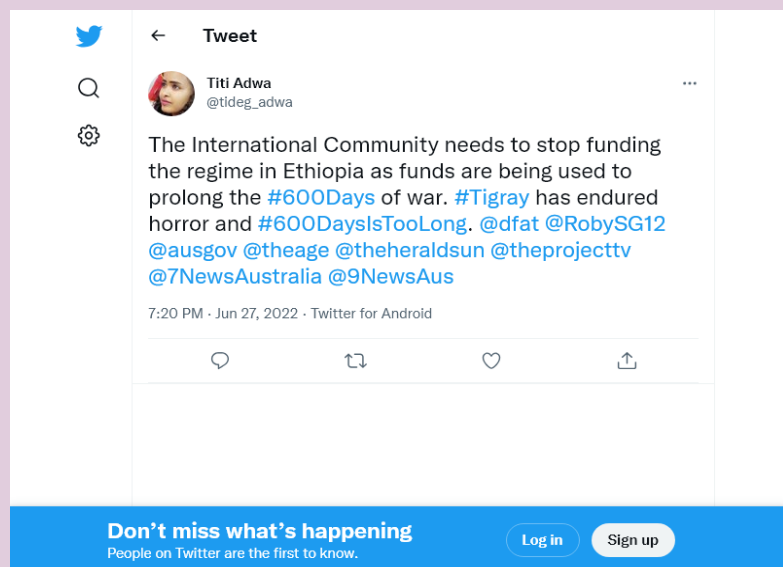 Tweet
Titi Adwa
@tideg_adwa
The International Community needs to stop funding
the regime in Ethiopia as funds are being used to
prolong the #600Days of war. #Tigray has endured
horror and #600DaysIsTooLong. @dfat @RobySG12
@ausgov @theage @theheraldsun @theprojecttv
@7NewsAustralia @9NewsAus
7:20 PM · Jun 27, 2022 · Twitter for Android
Don’t miss what’s happening
People on Twitter are the first to know.
Log in
Sign up